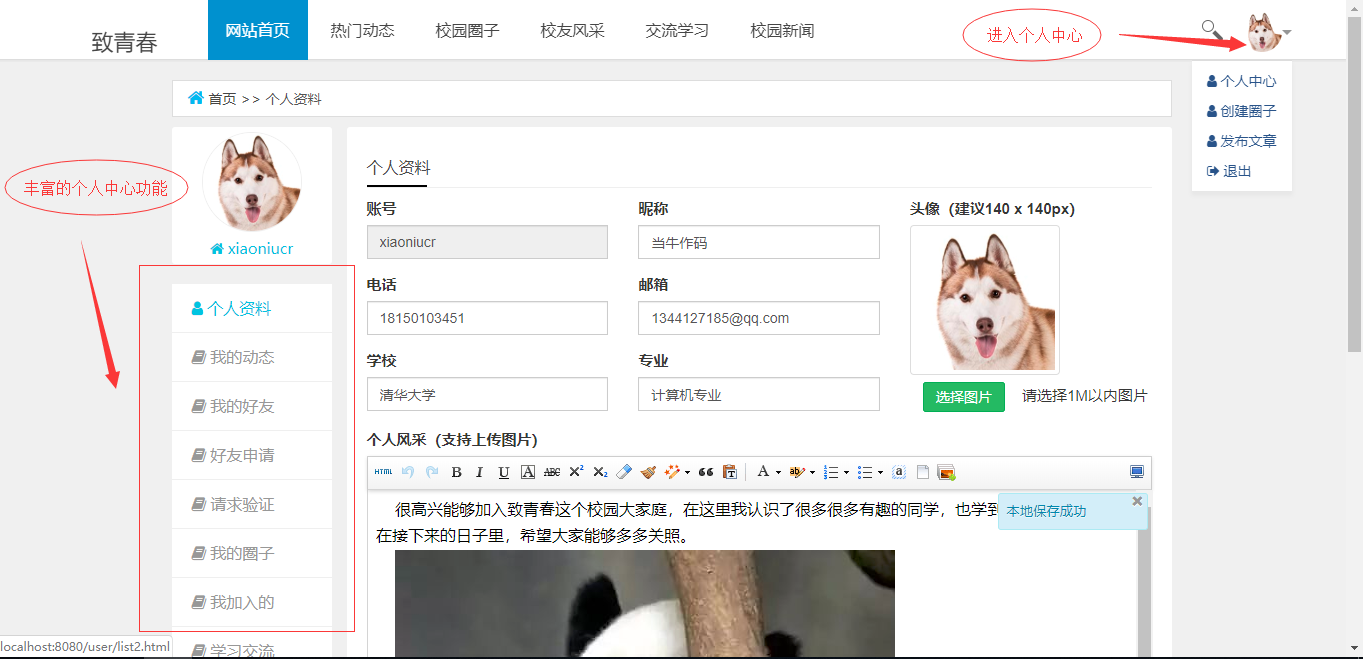 致青春
网站首页 热门动态 校园圈子 校友风采 交流学习 校园新闻
进入个人中心
个人中心
创建圈子
发布文章
退出
首页 >> 个人资料
丰富的个人中心功能
xiaoniucr
个人资料
我的动态
我的好友
好友申请
请求验证
我的圈子
我加入的
学习交流
个人资料
账号 昵称 头像（建议140 x 140px）
xiaoniucr 当牛作码
电话 邮箱
18150103451 1344127185@qq.com
学校 专业
清华大学 计算机专业
选择图片 请选择1M以内图片
个人风采（支持上传图片）
HTML B I U A ABC X² X₂ A ab a
很高兴能够加入致青春这个校园大家庭，在这里我认识了很多很多有趣的同学，也学到
本地保存成功
在接下来的日子里，希望大家能够多多关照。
localhost:8080/user/list2.html